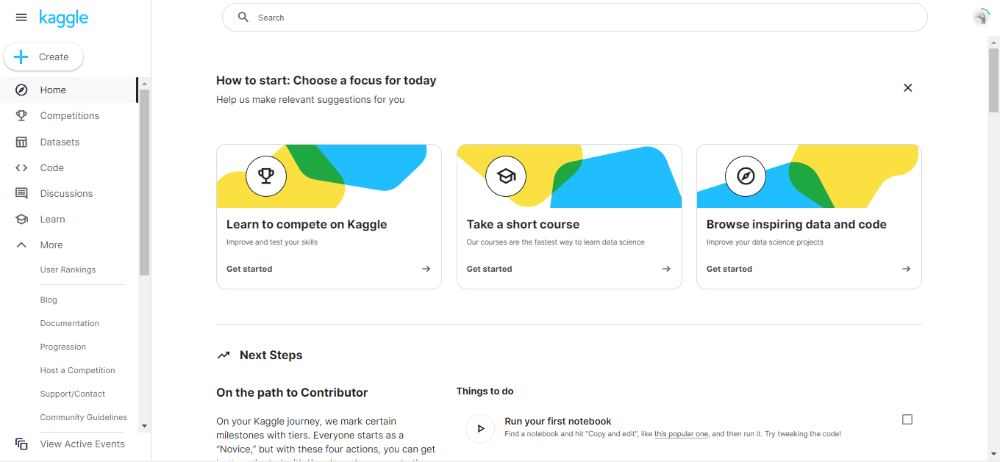 kaggle
Search
Create
Home
Competitions
Datasets
Code
Discussions
Learn
More
User Rankings
Blog
Documentation
Progression
Host a Competition
Support/Contact
Community Guidelines
View Active Events
How to start: Choose a focus for today
Help us make relevant suggestions for you
Learn to compete on Kaggle
Improve and test your skills
Get started
Take a short course
Our courses are the fastest way to learn data science
Get started
Browse inspiring data and code
Improve your data science projects
Get started
Next Steps
On the path to Contributor
On your Kaggle journey, we mark certain
milestones with tiers. Everyone starts as a
“Novice,” but with these four actions, you can get
Things to do
Run your first notebook
Find a notebook and hit "Copy and edit", like this popular one, and then run it. Try tweaking the code!